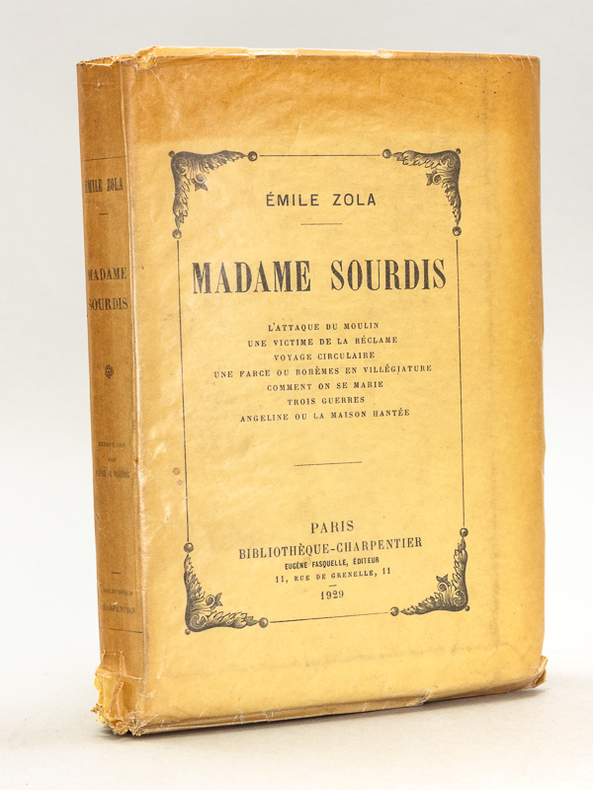 ÉMILE ZOLA
MADAME SOURDIS
L'ATTAQUE DU MOULIN
UNE VICTIME DE LA RÉCLAME
VOYAGE CIRCULAIRE
UNE FARCE OU BOHÈMES EN VILLÉGIATURE
COMMENT ON SE MARIE
TROIS GUERRES
ANGELINE OU LA MAISON HANTÉE
PARIS
BIBLIOTHÈQUE-CHARPENTIER
EUGÈNE FASQUELLE, ÉDITEUR
11, RUE DE GRENELLE, 11
1929
ÉMILE ZOLA
MADAME
SOURDIS
CHARPENTIER